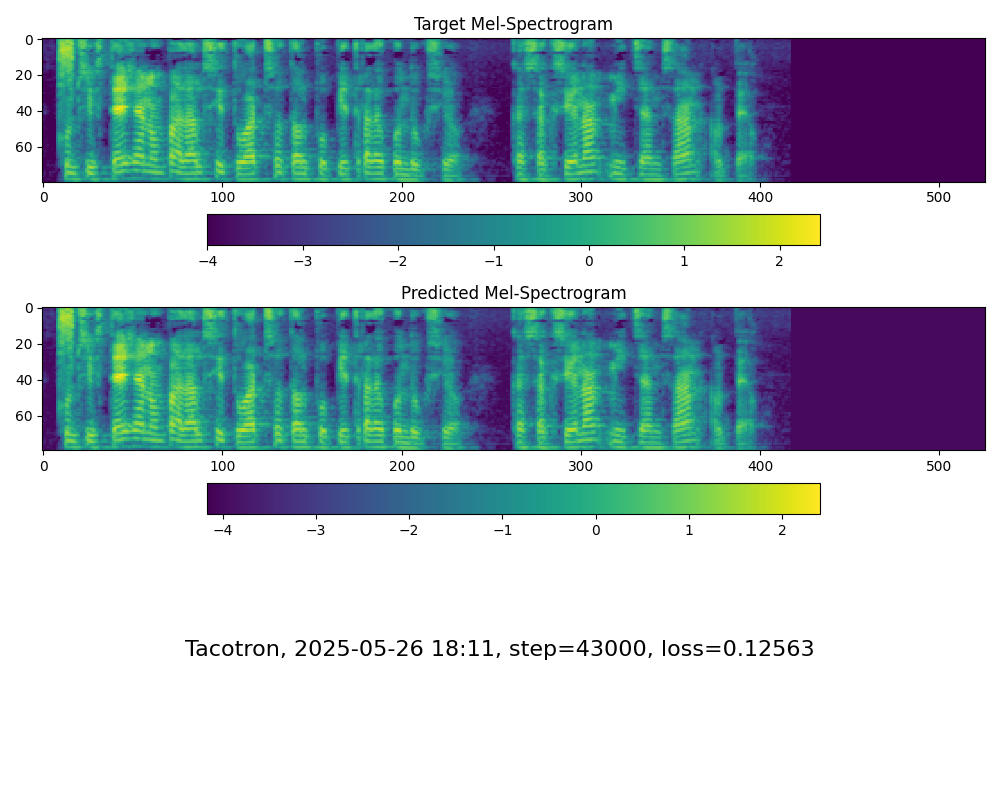 Target Mel-Spectrogram
0
20
40
60
0 100 200 300 400 500
−4 −3 −2 −1 0 1 2
Predicted Mel-Spectrogram
0
20
40
60
100 200 300 400 500
−4 −3 −2 −1 0 1 2
Tacotron, 2025-05-26 18:11, step=43000, loss=0.12563